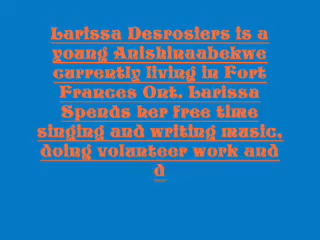 Larissa Desrosiers is a
young Anishinaabekwe
currently living in Fort
Frances Ont. Larissa
Spends her free time
singing and writing music,
doing volunteer work and
d